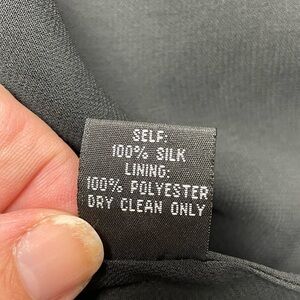 SELF:
100% SILK
LINING:
100% POLYESTER
DRY CLEAN ONLY